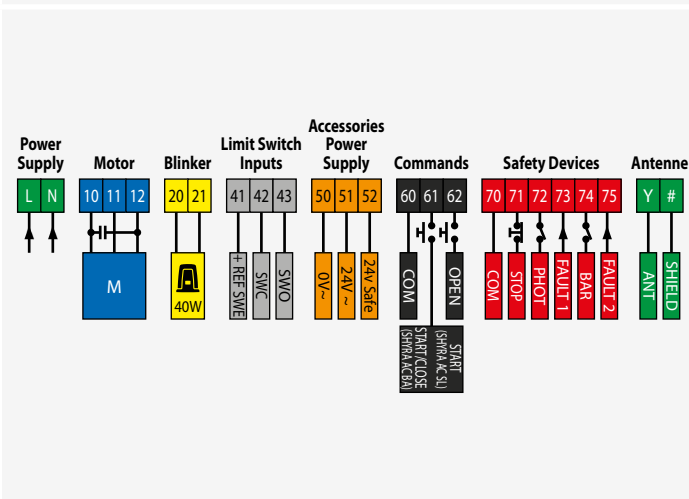 Power
Supply
Motor
Blinker
Limit Switch
Inputs
Accessories
Power
Supply
Commands
Safety Devices
Antenne
L N
10 11 12
20 21
41 42 43
50 51 52
60 61 62
70 71 72 73 74 75
Y #
M
40W
+ REF SWE
SWC
SWO
0V~
24V ~
24v Safe
COM
START/CLOSE
(SHYRA AC BA)
START
(SHYRA AC SL)
OPEN
COM
STOP
PHOT
FAULT 1
BAR
FAULT 2
ANT
SHIELD